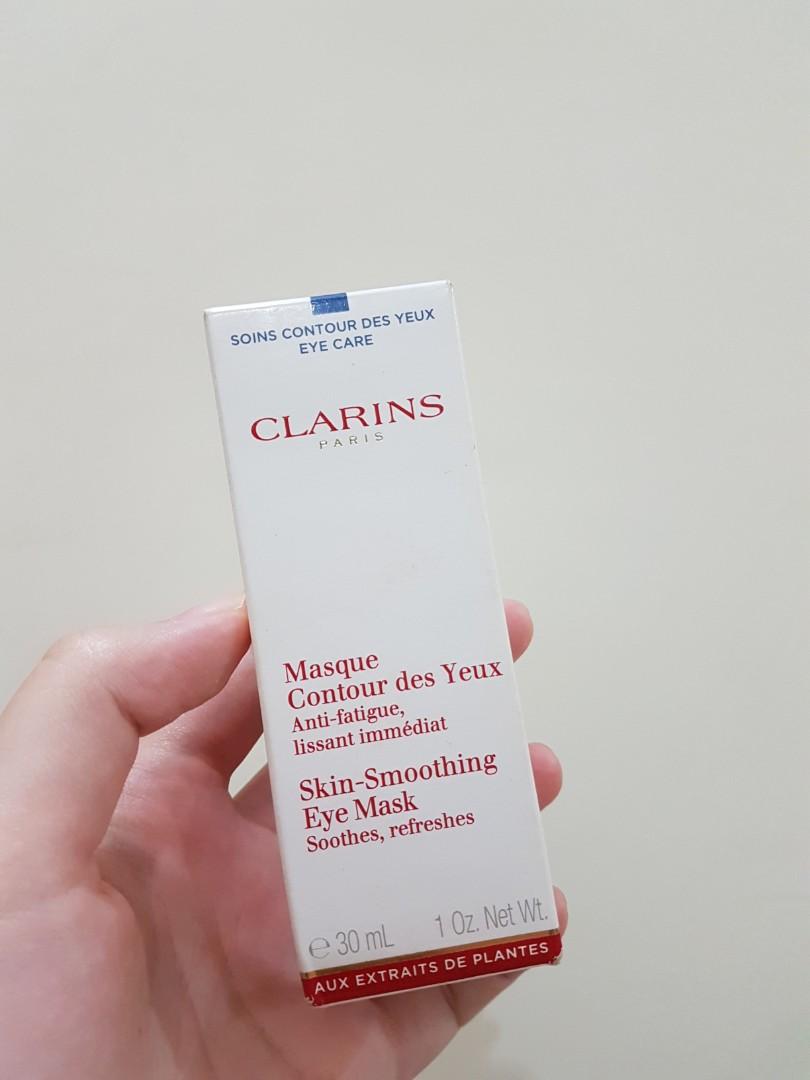 SOINS CONTOUR DES YEUX
EYE CARE
CLARINS
PARIS
Masque
Contour des Yeux
Anti-fatigue,
lissant immédiat
Skin-Smoothing
Eye Mask
Soothes, refreshes
℮ 30 mL 1 Oz. Net Wt.
AUX EXTRAITS DE PLANTES